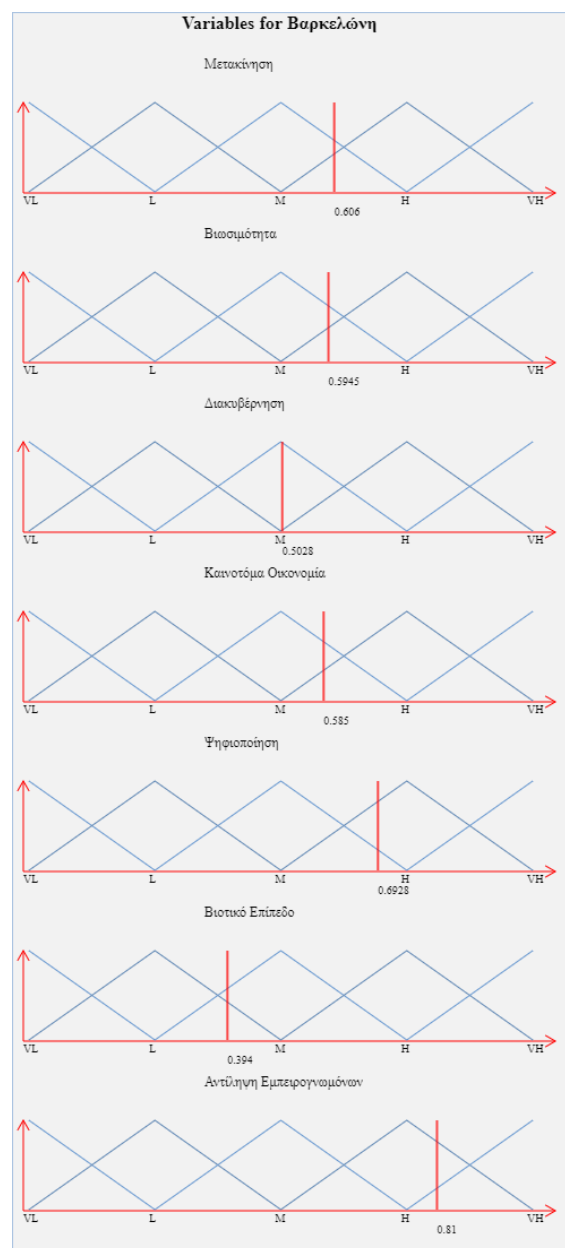 Variables for Βαρκελώνη
Μετακίνηση
VL L M H VH
0.606
Βιωσιμότητα
VL L M H VH
0.5945
Διακυβέρνηση
VL L M H VH
0.5028
Καινοτόμα Οικονομία
VL L M H VH
0.585
Ψηφιοποίηση
VL L M H VH
0.6928
Βιοτικό Επίπεδο
VL L M H VH
0.394
Αντίληψη Εμπειρογνωμόνων
VL L M H VH
0.81